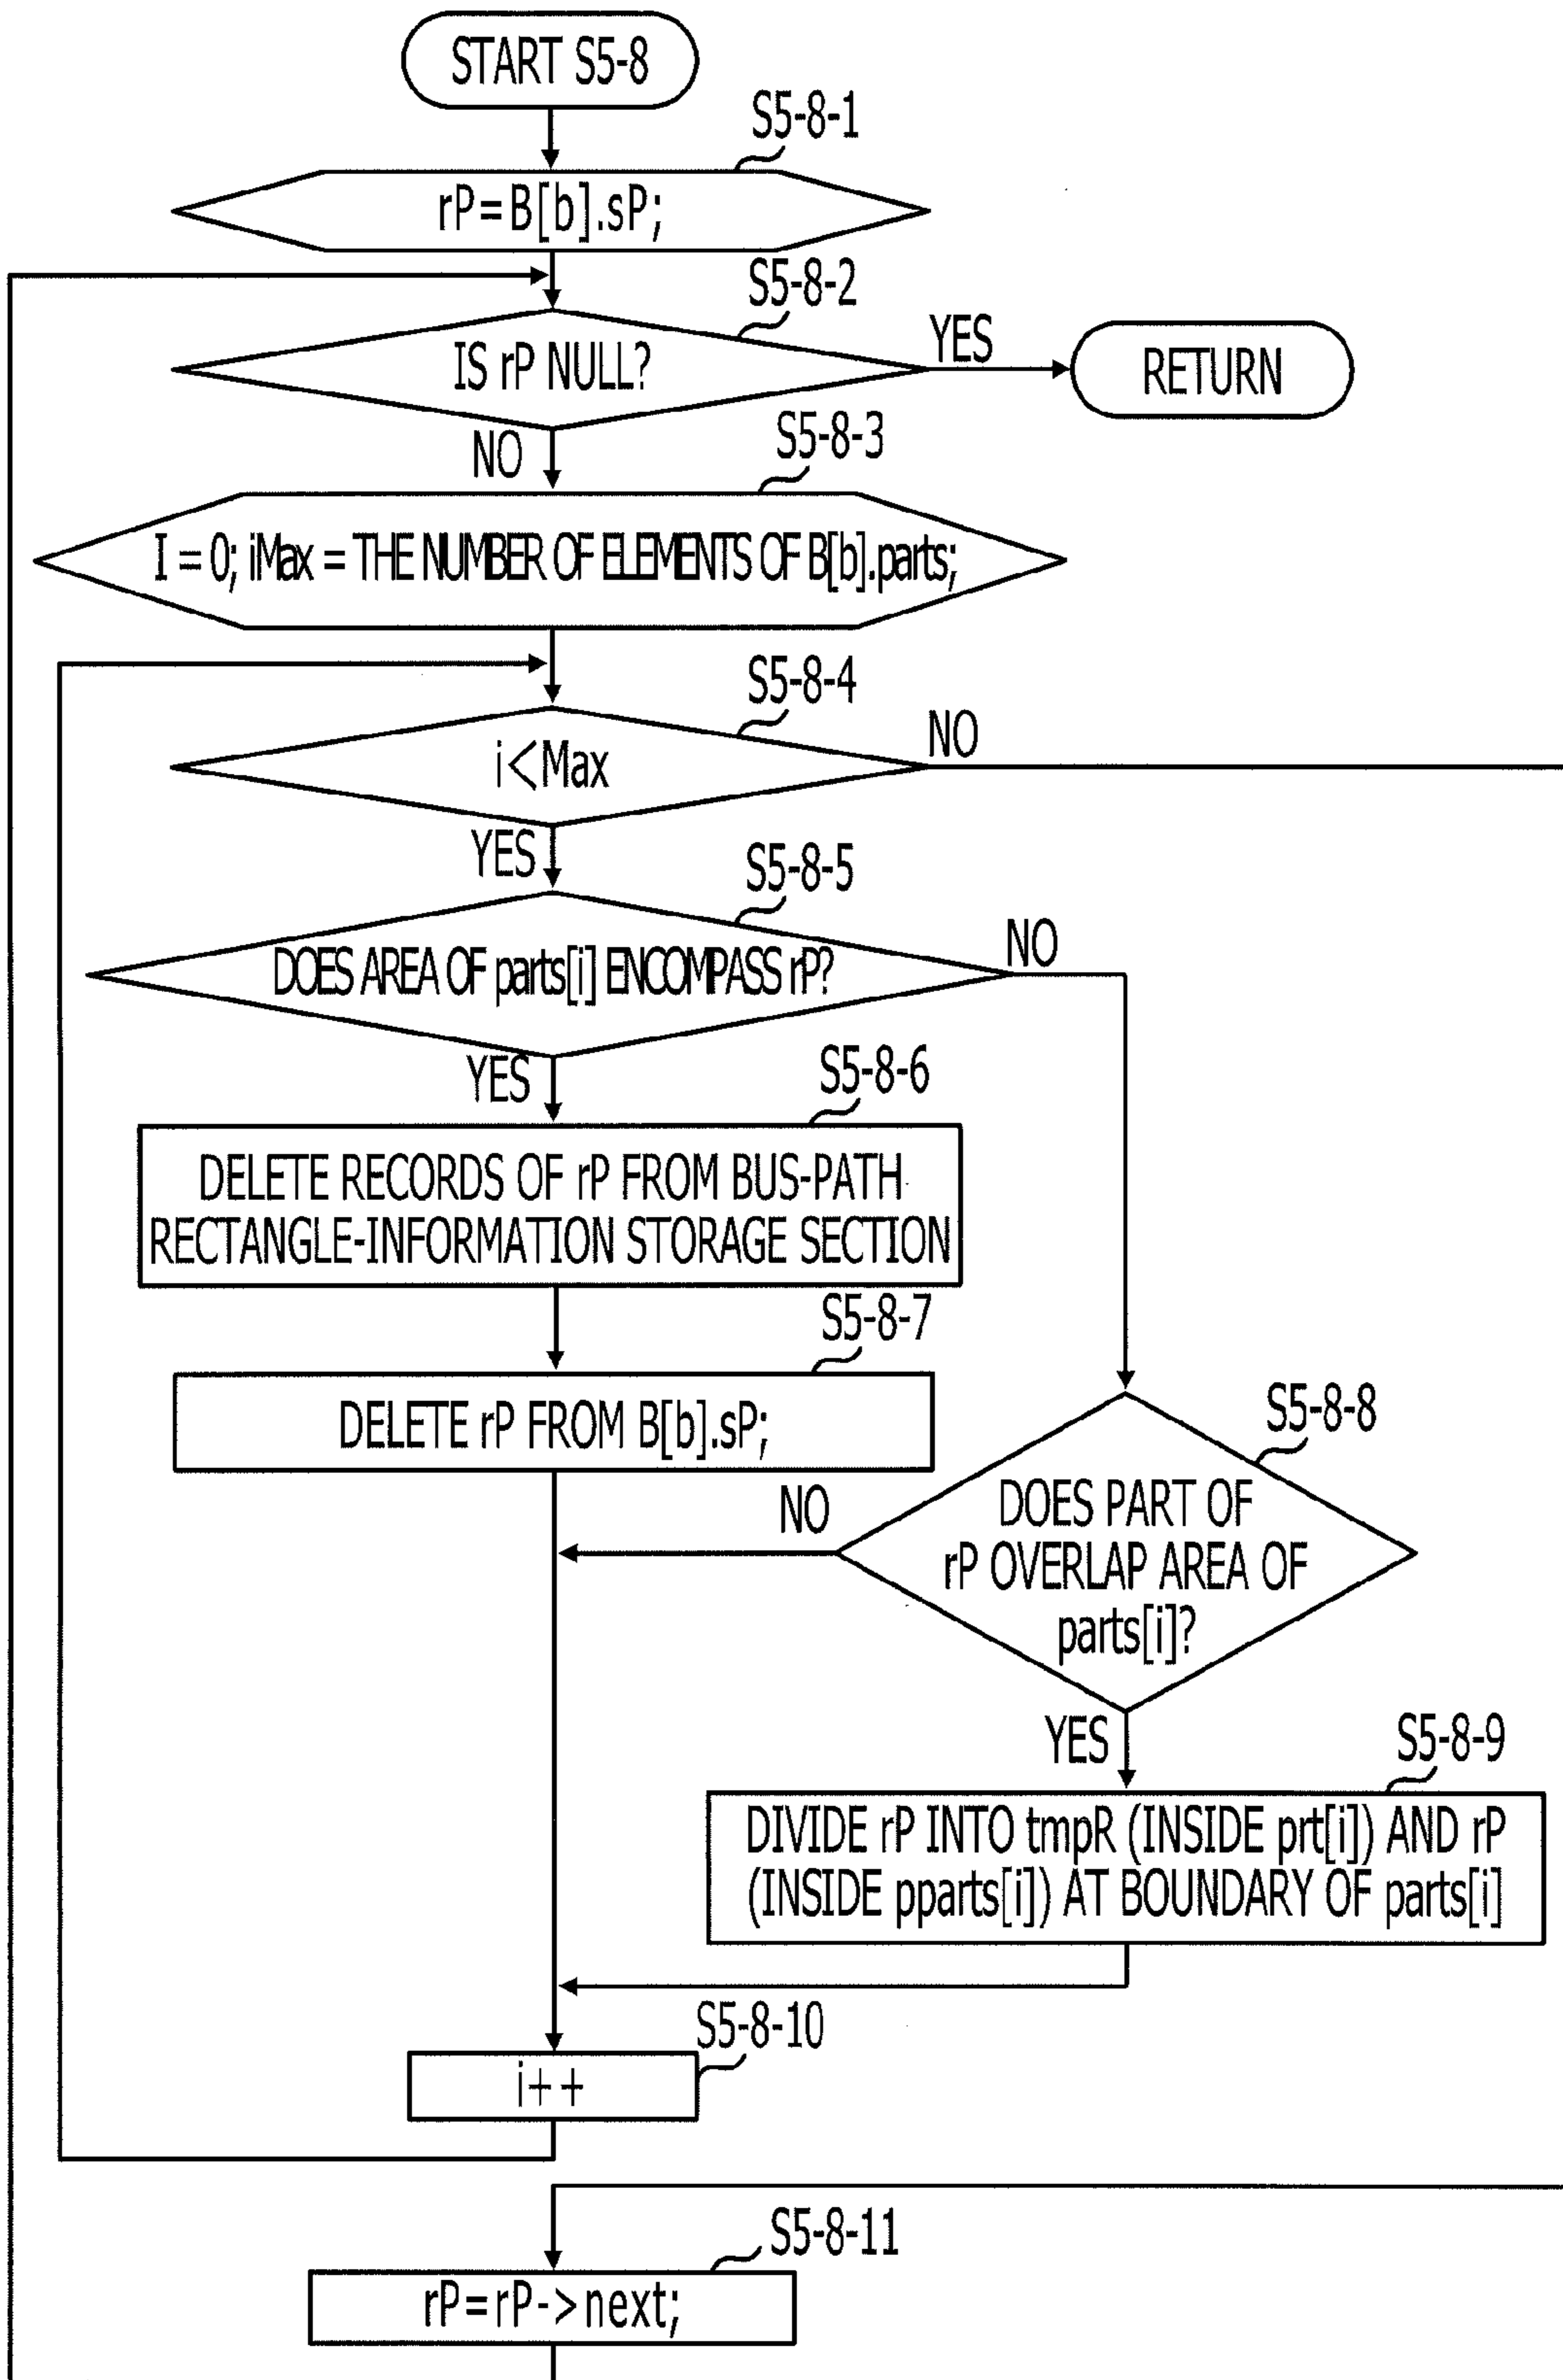 START S5-8
S5-8-1
rP=B[b].sP;
S5-8-2
IS rP NULL?
YES
RETURN
NO
S5-8-3
I = 0; iMax = THE NUMBER OF ELEMENTS OF B[b].parts;
S5-8-4
i<Max
NO
YES
S5-8-5
DOES AREA OF parts[i] ENCOMPASS rP?
NO
YES
S5-8-6
DELETE RECORDS OF rP FROM BUS-PATH
RECTANGLE-INFORMATION STORAGE SECTION
S5-8-7
DELETE rP FROM B[b].sP;
S5-8-8
DOES PART OF
rP OVERLAP AREA OF
parts[i]?
NO
YES
S5-8-9
DIVIDE rP INTO tmpR (INSIDE prt[i]) AND rP
(INSIDE pparts[i]) AT BOUNDARY OF parts[i]
S5-8-10
i++
S5-8-11
rP=rP->next;